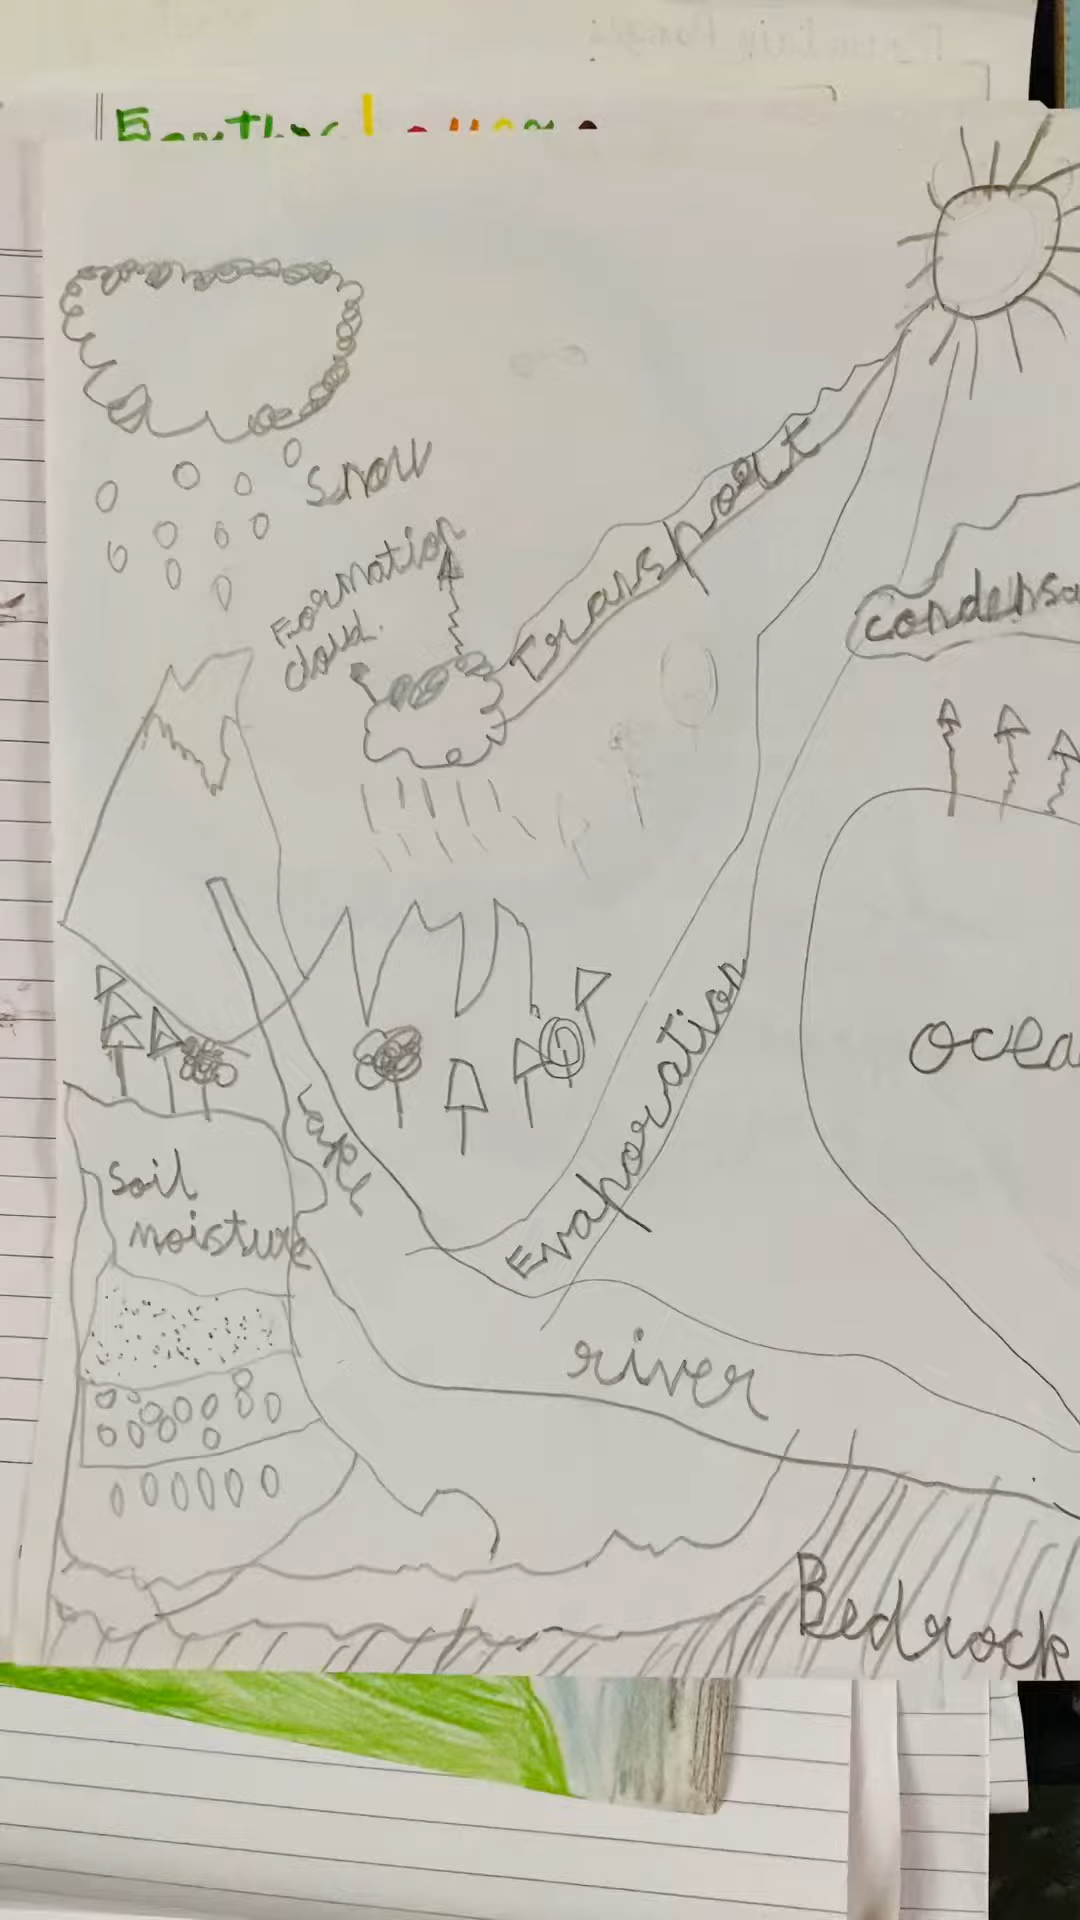 Snow
Formation
cloud.
Transport
condensa
ocea
Evaporation
Lake
Soil
moisture
river
Bedrock